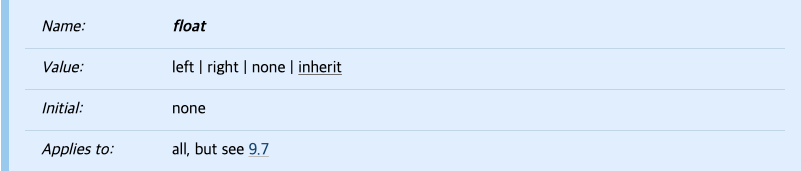 Name: float
Value: left | right | none | inherit
Initial: none
Applies to: all, but see 9.7